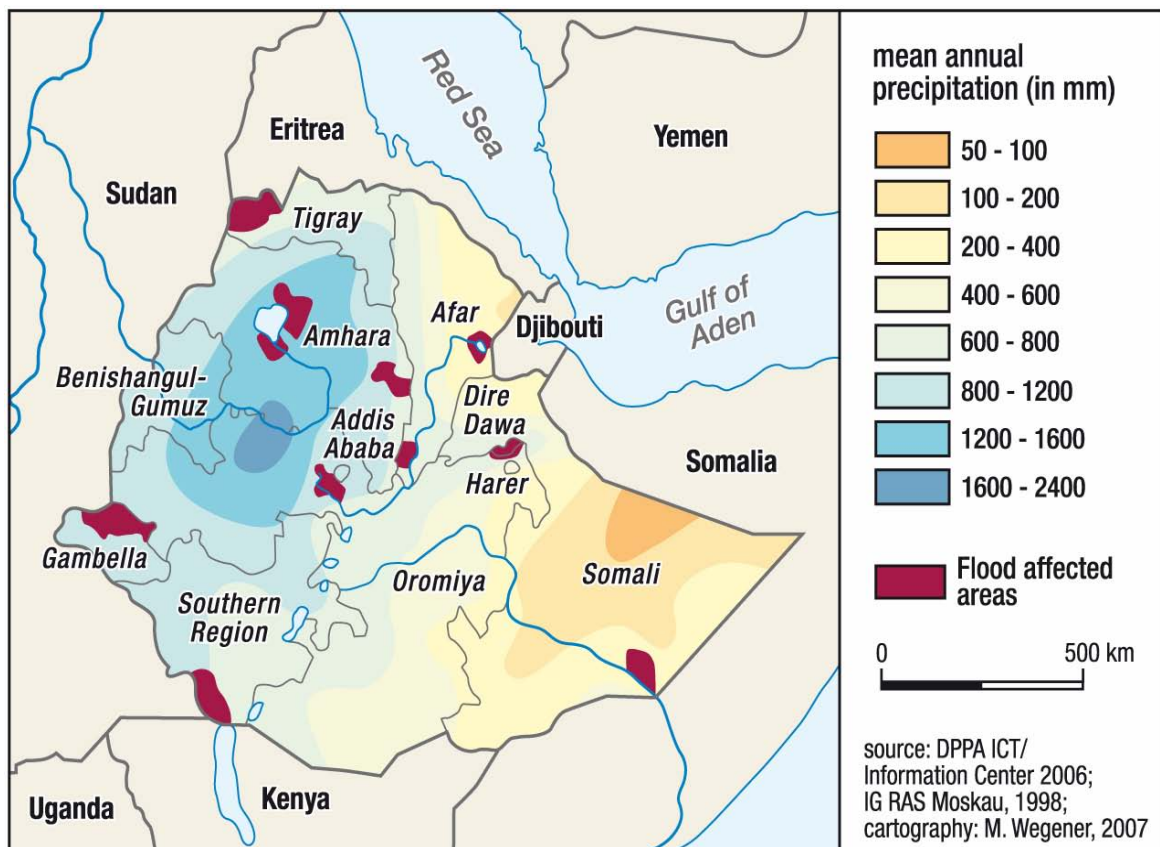 Red Sea
Eritrea
Yemen
Sudan
Tigray
Gulf of
Aden
Afar
Djibouti
Amhara
Benishangul-
Gumuz
Dire
Dawa
Addis
Ababa
Somalia
Harer
Gambella
Oromiya
Somali
Southern
Region
Uganda
Kenya
mean annual
precipitation (in mm)
50 - 100
100 - 200
200 - 400
400 - 600
600 - 800
800 - 1200
1200 - 1600
1600 - 2400
Flood affected
areas
0 500 km
source: DPPA ICT/
Information Center 2006;
IG RAS Moskau, 1998;
cartography: M. Wegener, 2007